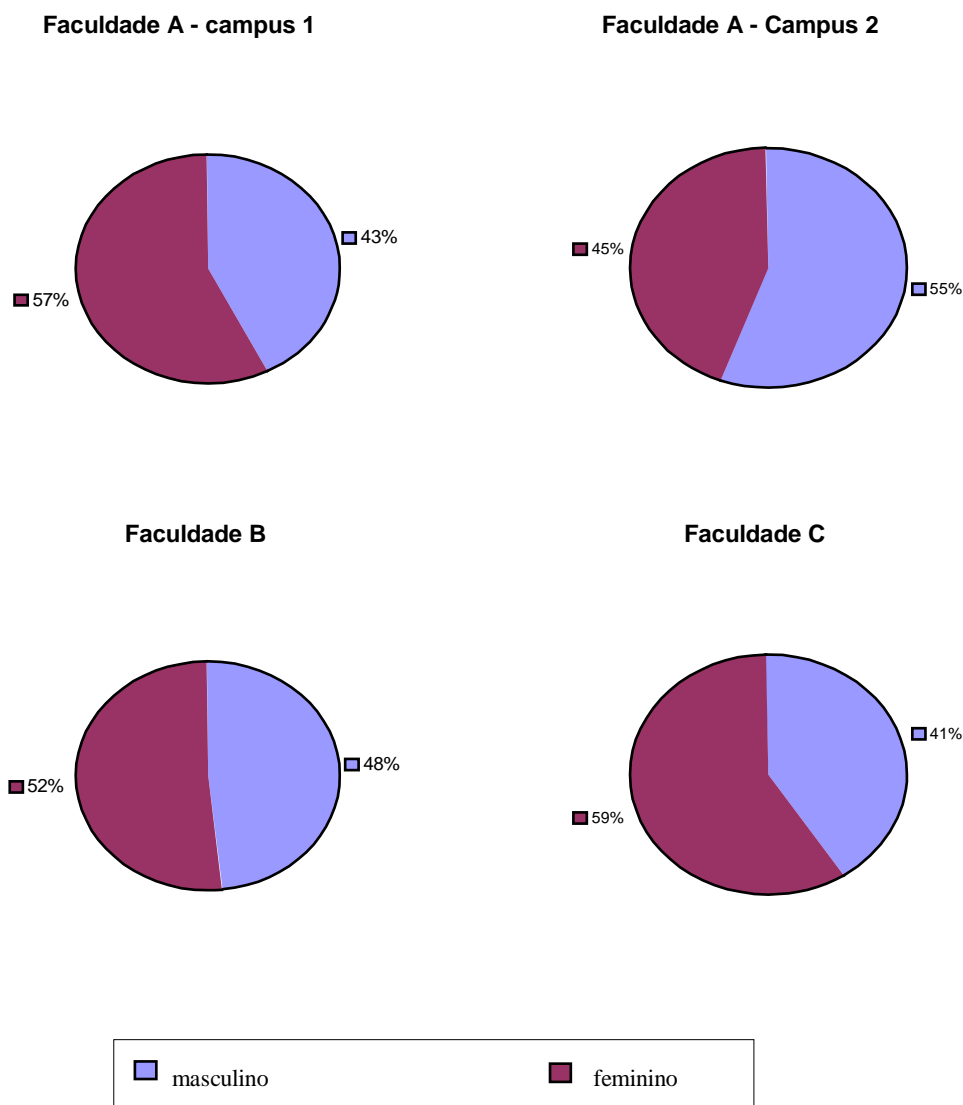 Faculdade A - campus 1
Faculdade A - Campus 2
43%
57%
45%
55%
Faculdade B
Faculdade C
48%
52%
41%
59%
masculino
feminino